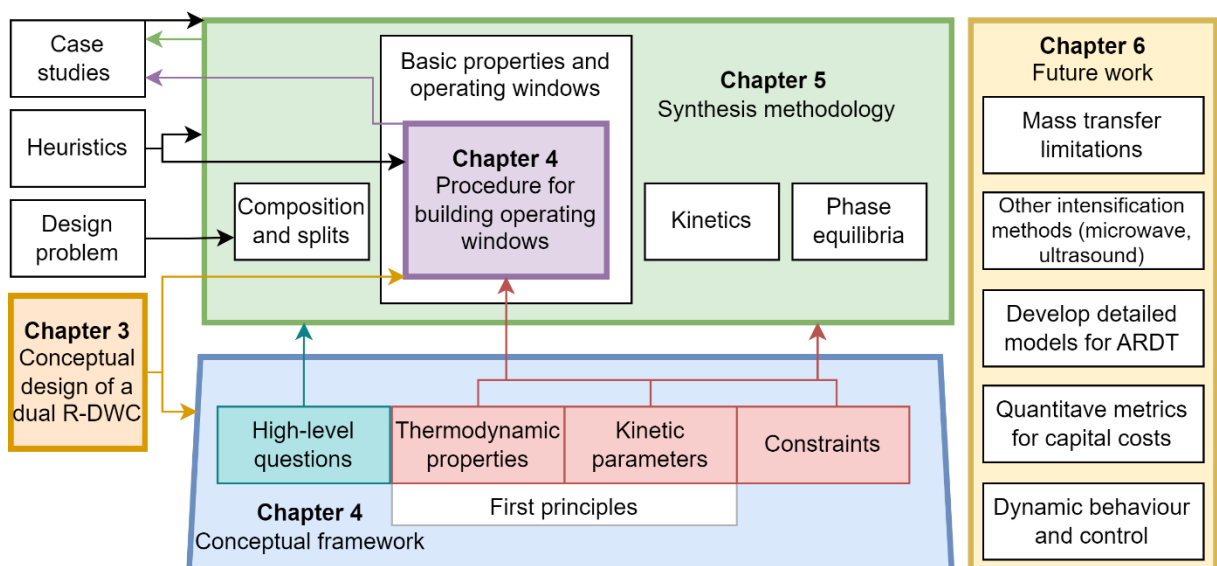 Case
studies
Heuristics
Design
problem
Chapter 3
Conceptual
design of a
dual R-DWC
Basic properties and
operating windows
Chapter 4
Procedure for
building operating
windows
Composition
and splits
Chapter 5
Synthesis methodology
Kinetics
Phase
equilibria
High-level
questions
Thermodynamic
properties
Kinetic
parameters
Constraints
First principles
Chapter 4
Conceptual framework
Chapter 6
Future work
Mass transfer
limitations
Other intensification
methods (microwave,
ultrasound)
Develop detailed
models for ARDT
Quantitave metrics
for capital costs
Dynamic behaviour
and control